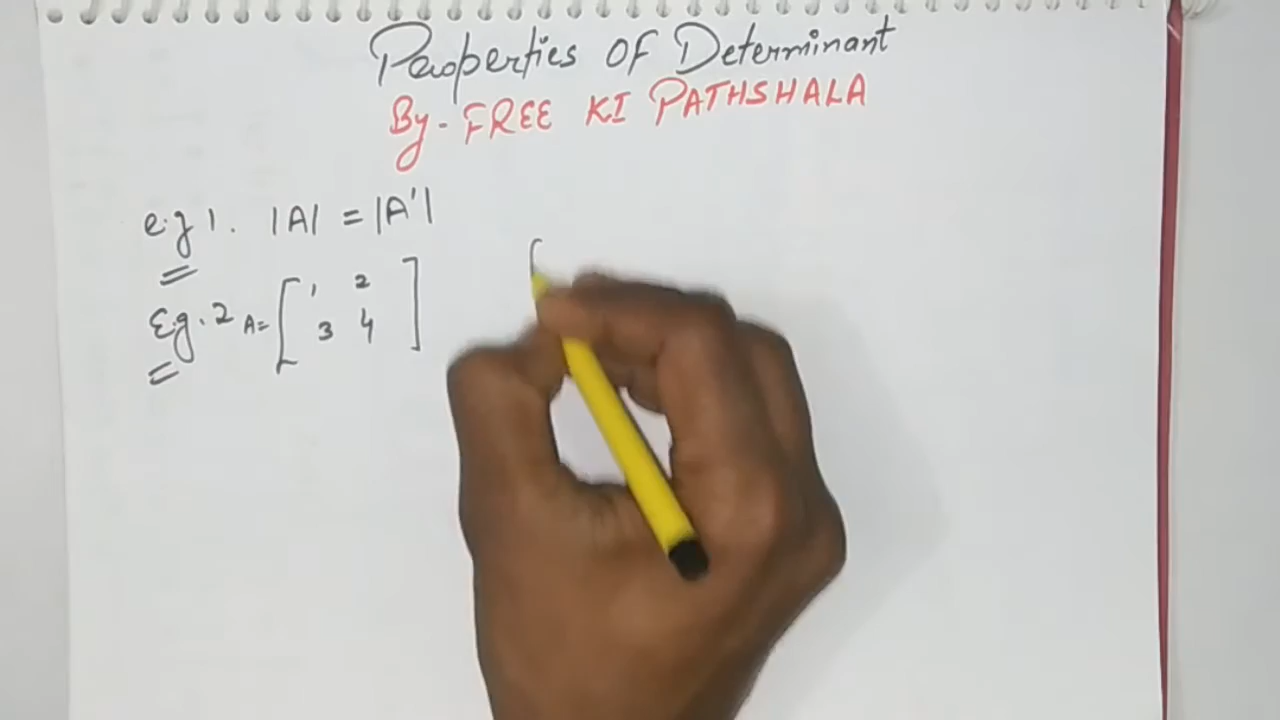 Properties OF Determinant
By- FREE KI PATHSHALA
e.g 1. |A| = |A'|
E.g. 2 A= [ 1 2
3 4 ]